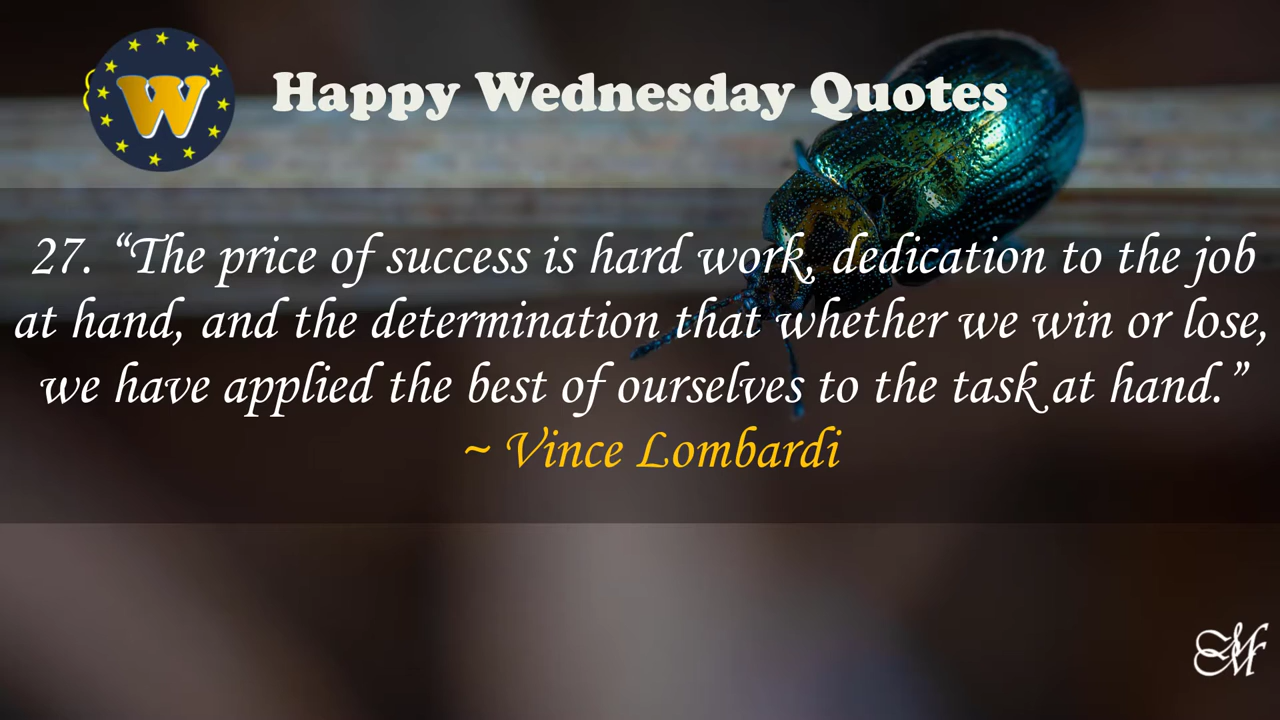 W
Happy Wednesday Quotes
27. “The price of success is hard work, dedication to the job
at hand, and the determination that whether we win or lose,
we have applied the best of ourselves to the task at hand.”
~ Vince Lombardi